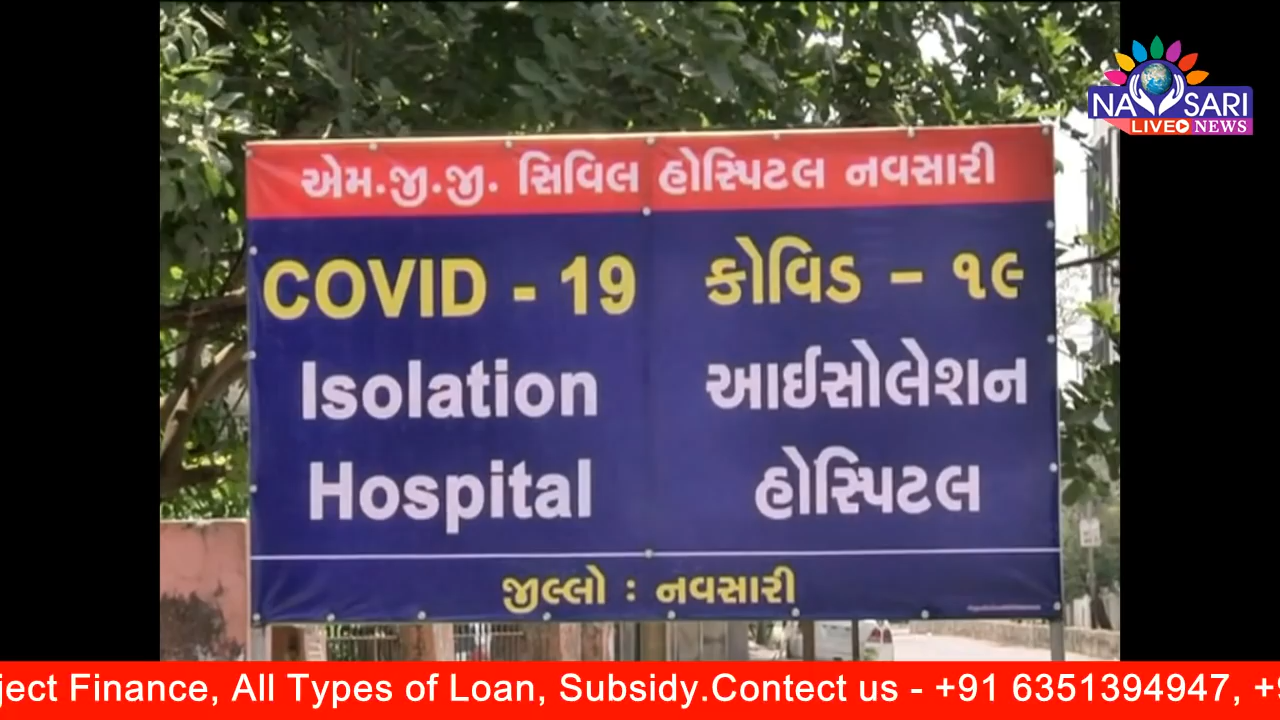 NAVSARI
LIVE NEWS
એમ.જી.જી. સિવિલ હોસ્પિટલ નવસારી
COVID - 19 કોવિડ - ૧૯
Isolation આઈસોલેશન
Hospital હોસ્પિટલ
જીલ્લો : નવસારી
ject Finance, All Types of Loan, Subsidy.Contect us - +91 6351394947, +9